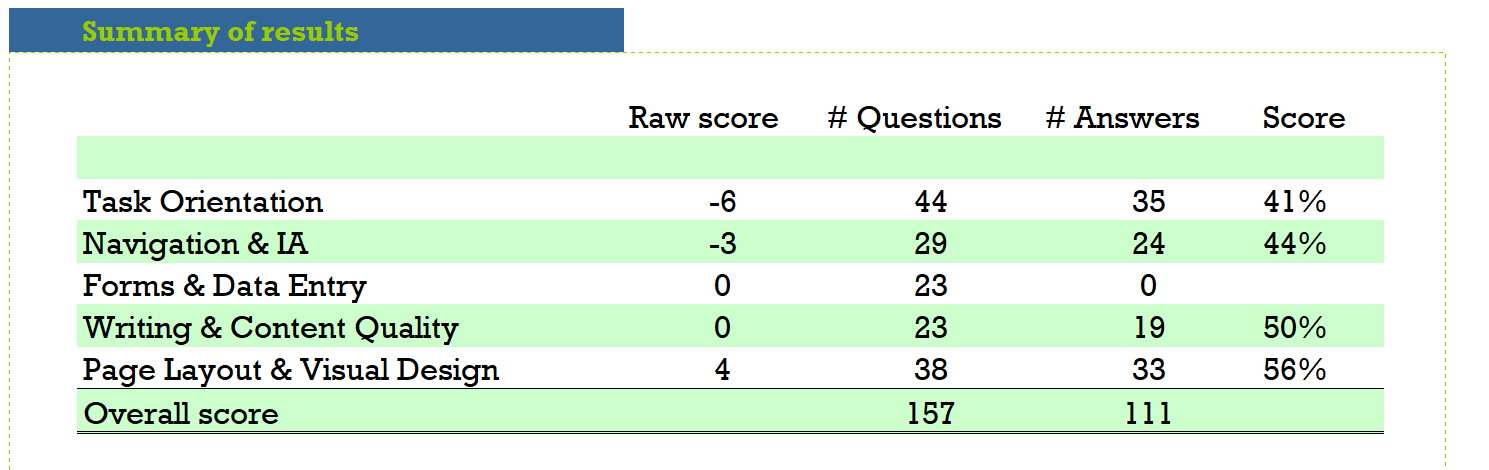 Summary of results
Raw score # Questions # Answers Score
Task Orientation -6 44 35 41%
Navigation & IA -3 29 24 44%
Forms & Data Entry 0 23 0
Writing & Content Quality 0 23 19 50%
Page Layout & Visual Design 4 38 33 56%
Overall score 157 111